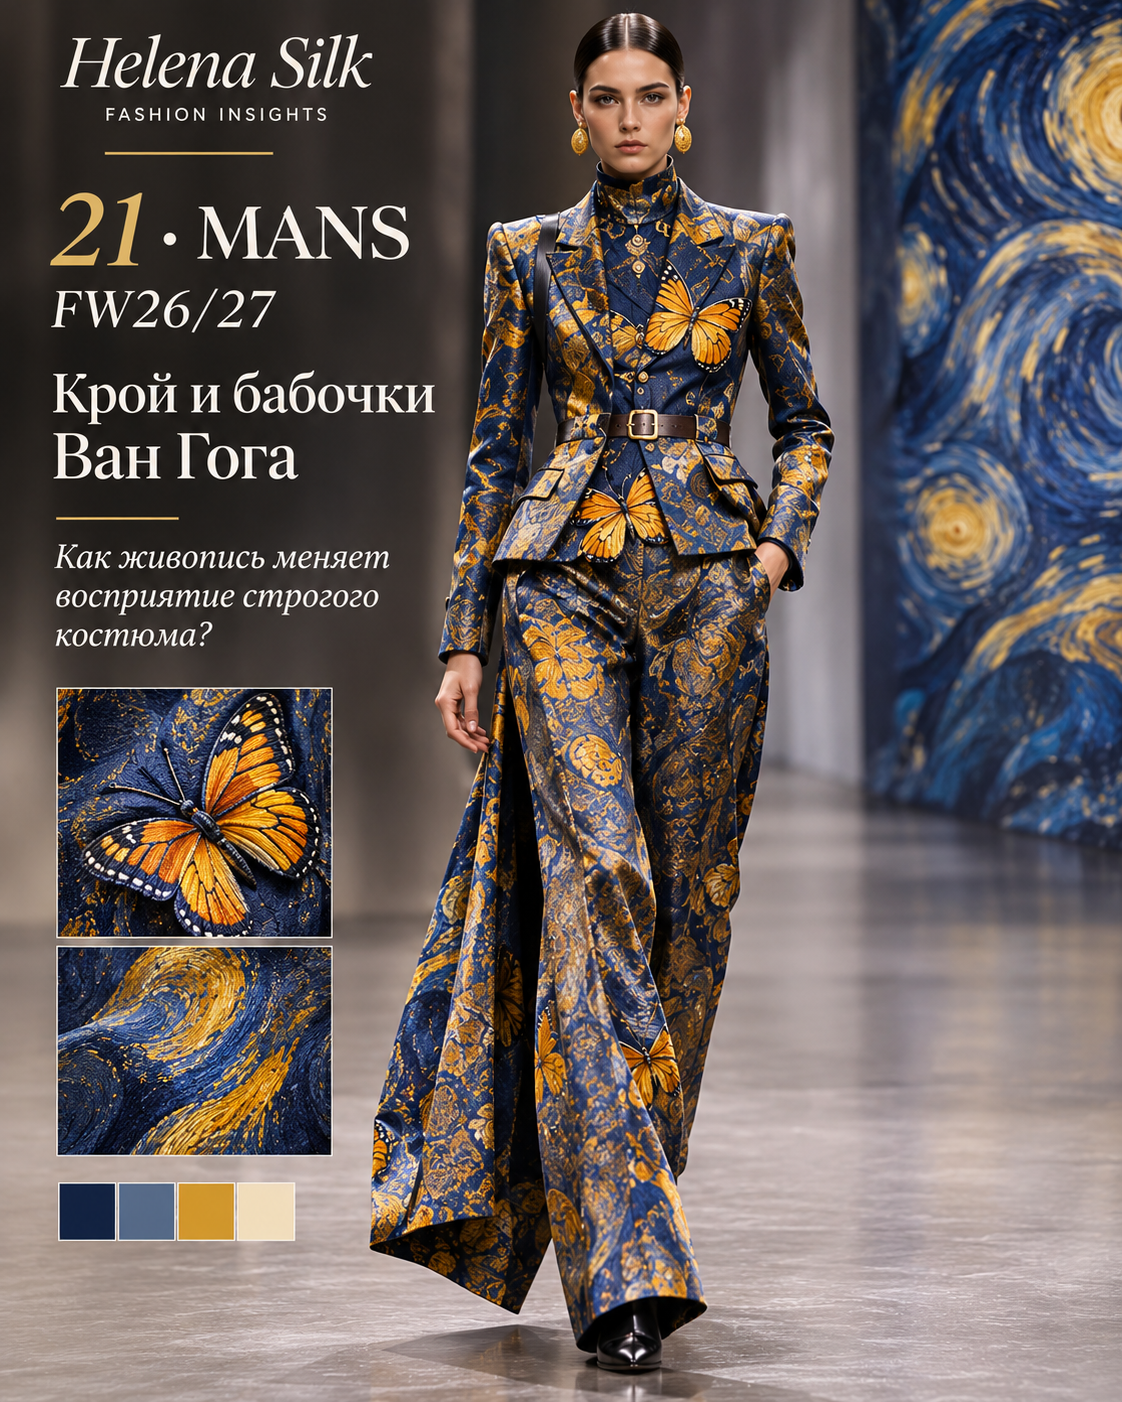 Helena Silk
FASHION INSIGHTS
21 · MANS
FW26/27
Крой и бабочки
Ван Гога
Как живопись меняет
восприятие строгого
костюма?